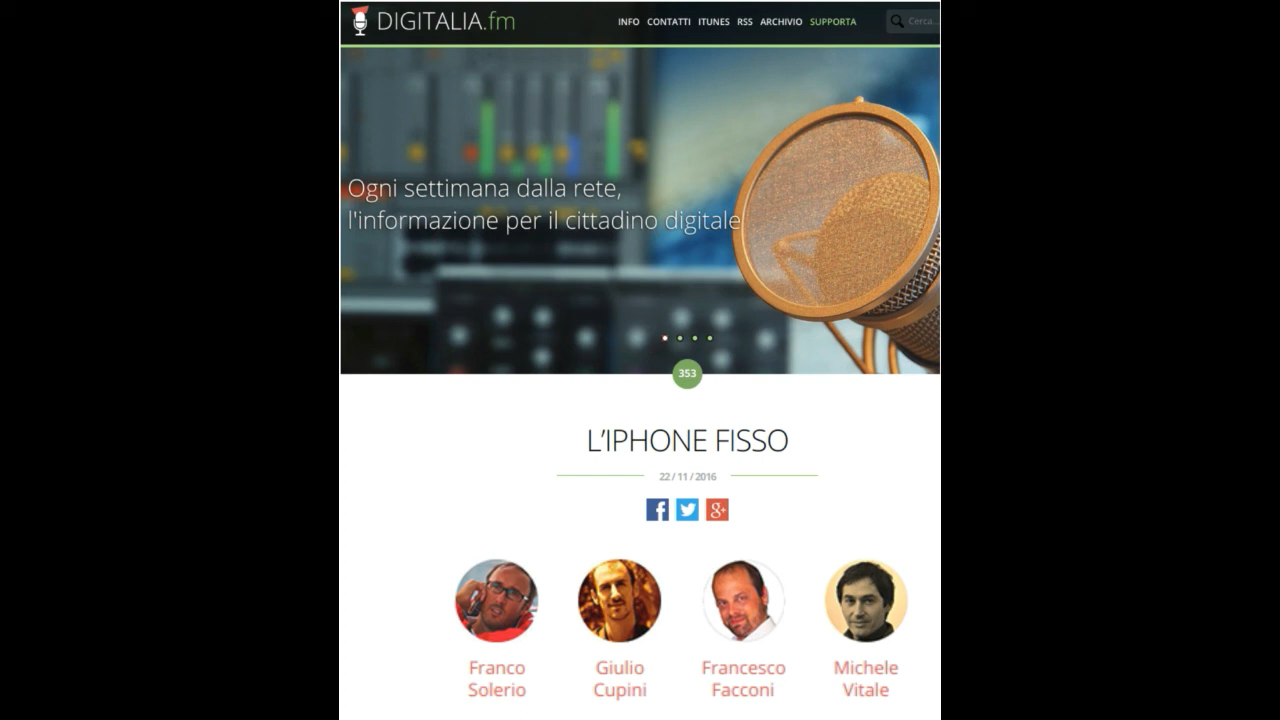 DIGITALIA.fm
INFO CONTATTI ITUNES RSS ARCHIVIO SUPPORTA
Cerca...
Ogni settimana dalla rete,
l'informazione per il cittadino digitale
353
L'IPHONE FISSO
22 / 11 / 2016
Franco
Solerio
Giulio
Cupini
Francesco
Facconi
Michele
Vitale